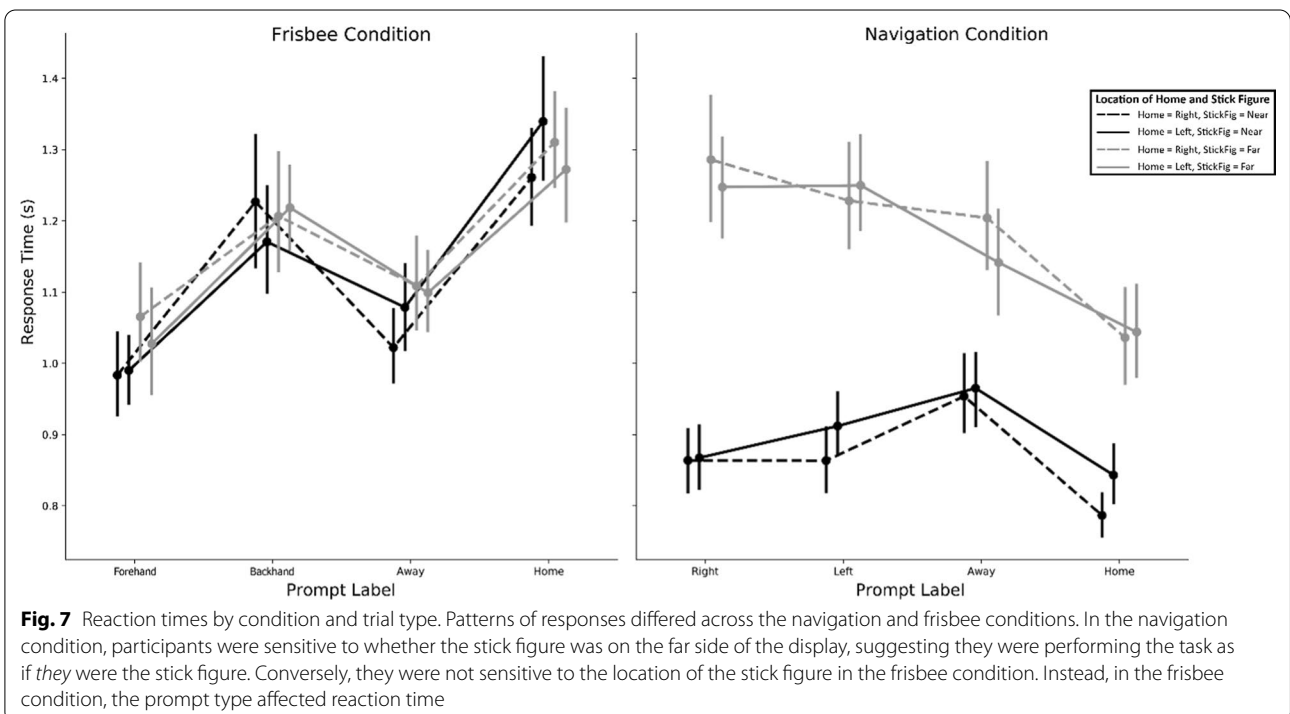 Frisbee Condition
Navigation Condition
Response Time (s)
1.4
1.3
1.2
1.1
1.0
0.9
0.8
Location of Home and Stick Figure
Home = Right, StickFig = Near
Home = Left, StickFig = Near
Home = Right, StickFig = Far
Home = Left, StickFig = Far
Forehand Backhand Away Home
Prompt Label
Right Left Away Home
Prompt Label
Fig. 7 Reaction times by condition and trial type. Patterns of responses differed across the navigation and frisbee conditions. In the navigation
condition, participants were sensitive to whether the stick figure was on the far side of the display, suggesting they were performing the task as
if they were the stick figure. Conversely, they were not sensitive to the location of the stick figure in the frisbee condition. Instead, in the frisbee
condition, the prompt type affected reaction time